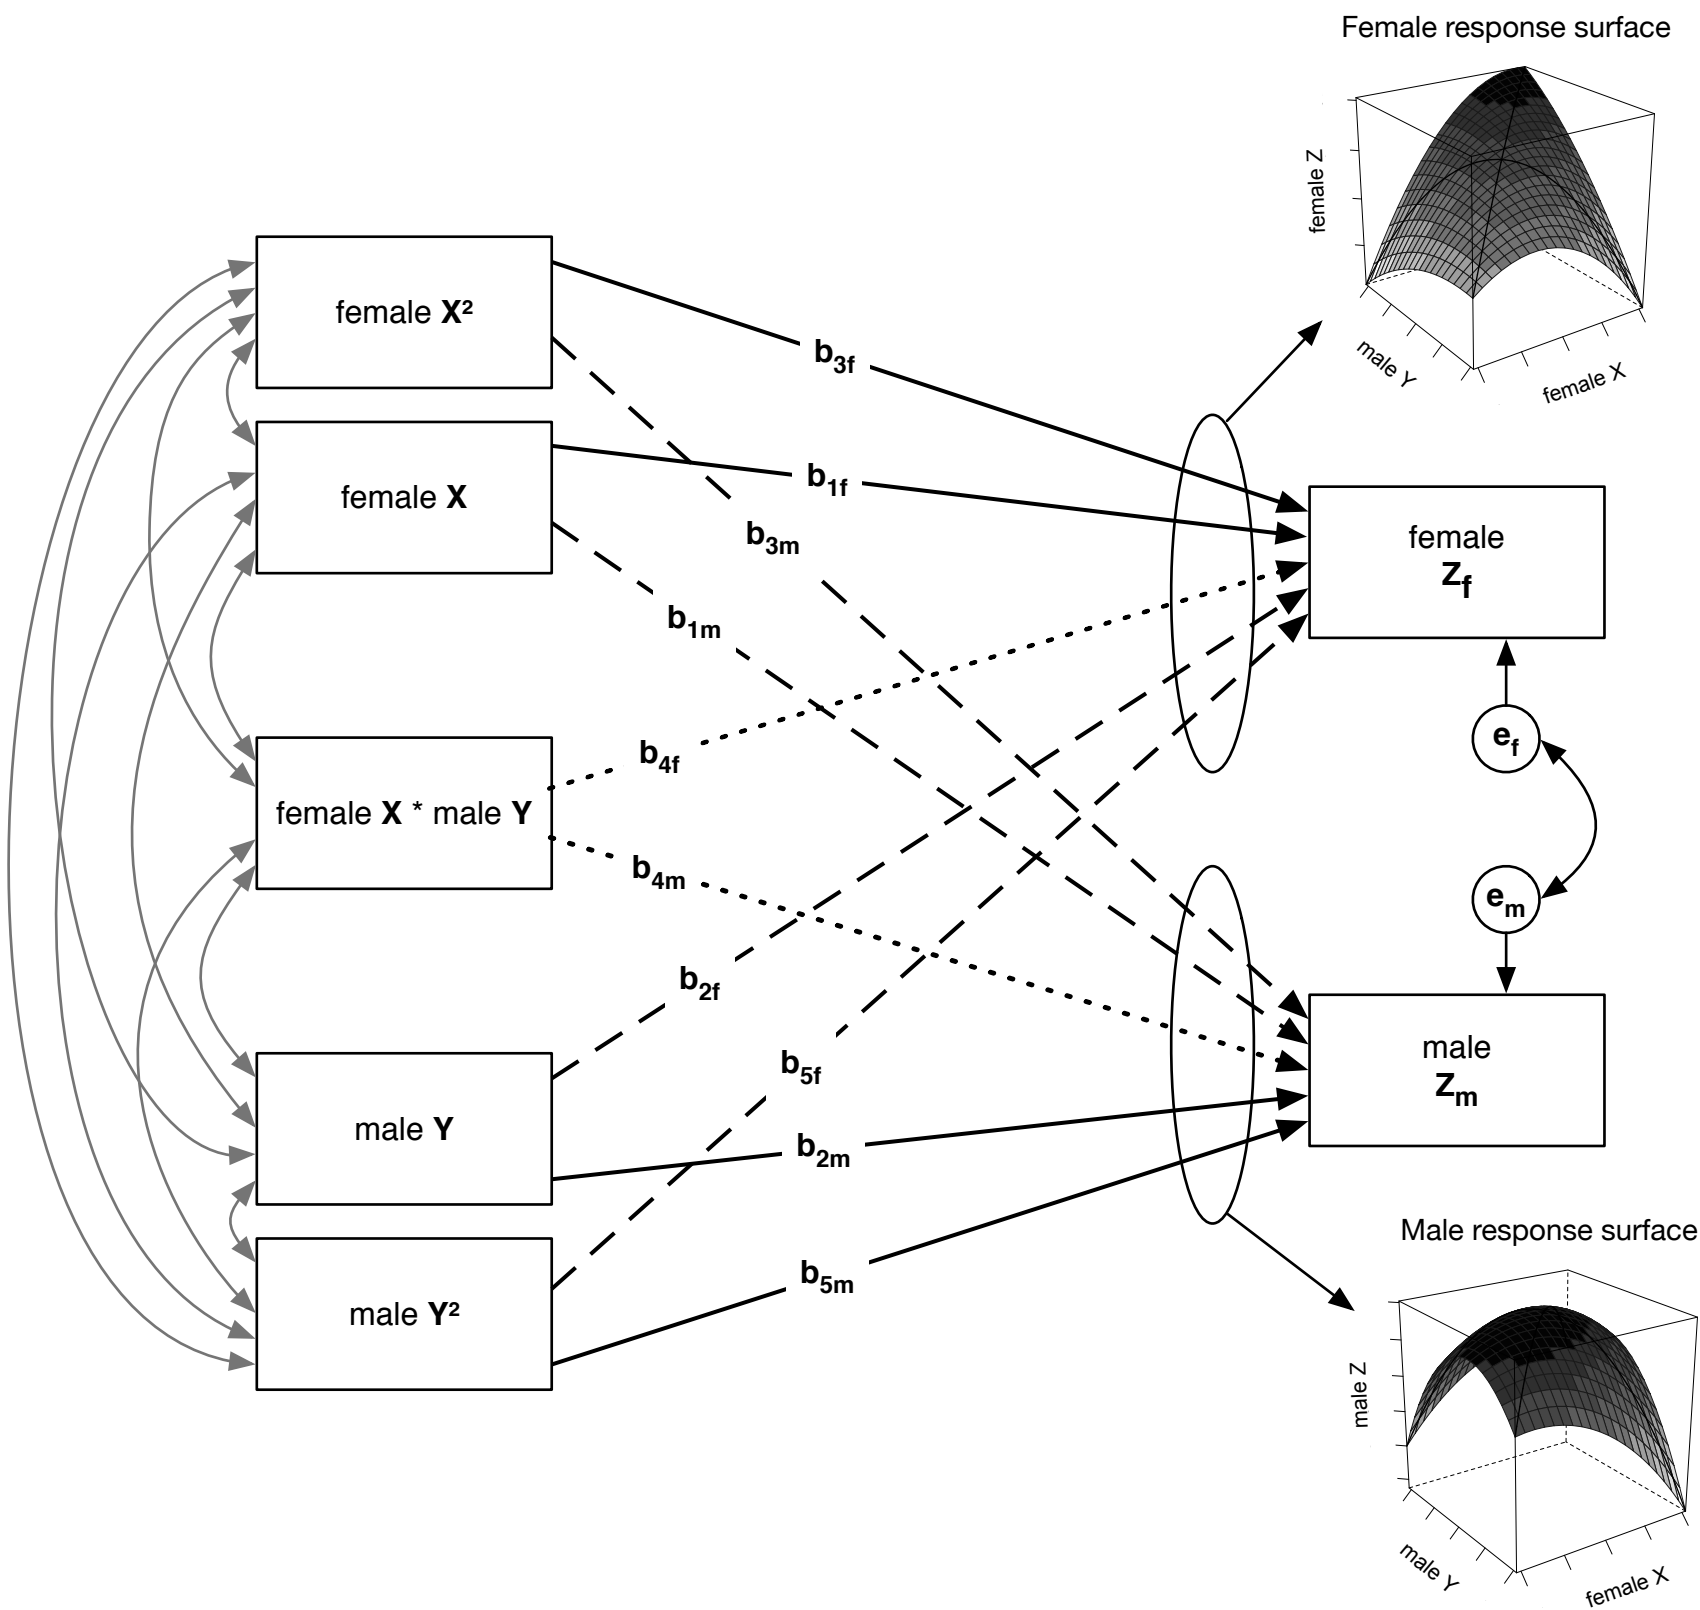 Female response surface
female Z
male Y
female X
female X²
female X
female X * male Y
male Y
male Y²
b3f
b1f
b3m
b1m
b4f
b4m
b2f
b5f
b2m
b5m
female
Zf
ef
em
male
Zm
Male response surface
male Z
male Y
female X